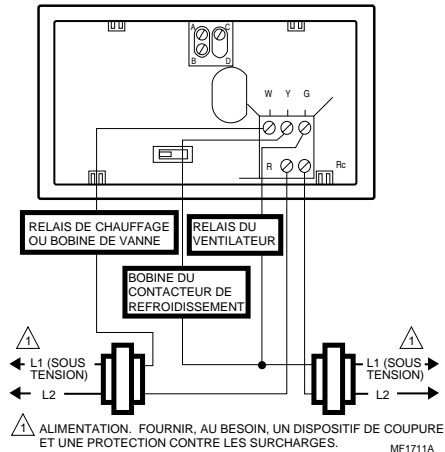 A C
B D
W Y G
R Rc
RELAIS DE CHAUFFAGE
OU BOBINE DE VANNE
RELAIS DU
VENTILATEUR
BOBINE DU
CONTACTEUR DE
REFROIDISSEMENT
1
L1 (SOUS
TENSION)
L2
1
L1 (SOUS
TENSION)
L2
1 ALIMENTATION. FOURNIR, AU BESOIN, UN DISPOSITIF DE COUPURE
ET UNE PROTECTION CONTRE LES SURCHARGES.
MF1711A